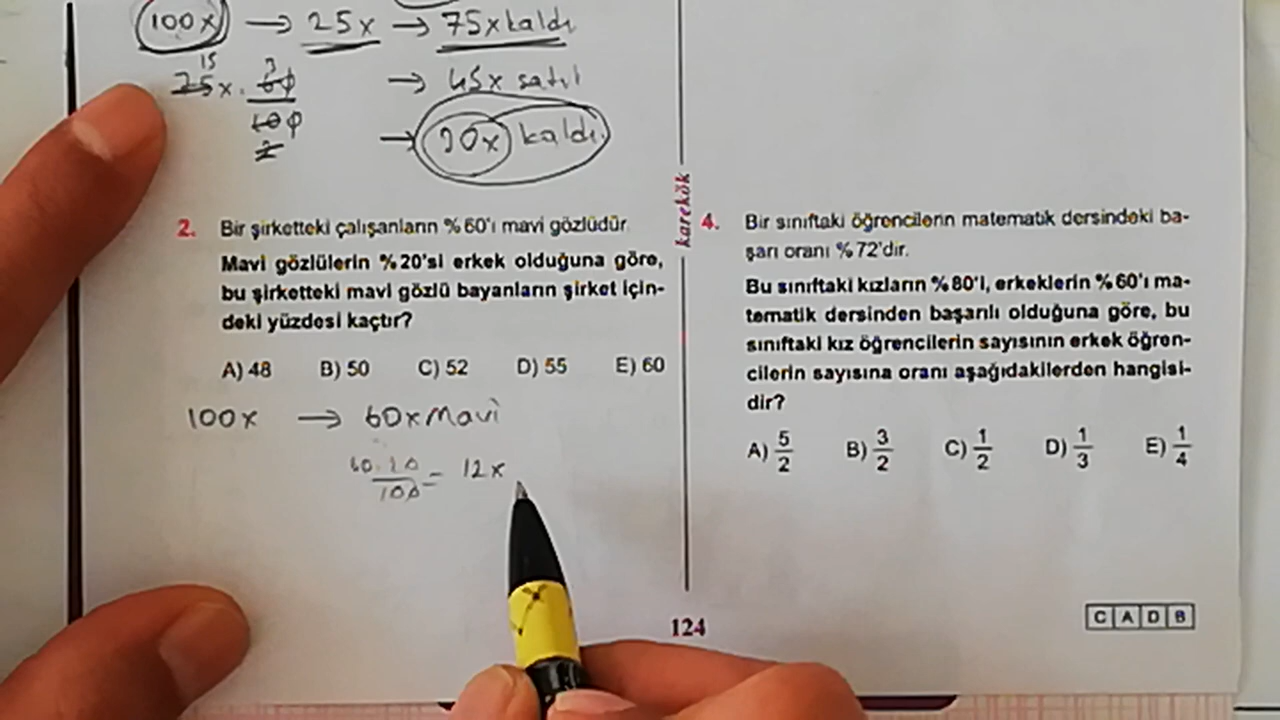 100x → 25x → 75x kaldı
15 3
25x . 60 → 45x satıl
100
2
→ 30x kaldı.
karekök
2. Bir şirketteki çalışanların %60'ı mavi gözlüdür
Mavi gözlülerin %20'si erkek olduğuna göre,
bu şirketteki mavi gözlü bayanların şirket için-
deki yüzdesi kaçtır?
A) 48 B) 50 C) 52 D) 55 E) 60
100x → 60x Mavi
60.20
100
= 12x
4. Bir sınıftaki öğrencilerin matematik dersindeki ba-
şarı oranı %72'dir.
Bu sınıftaki kızların %80'i, erkeklerin %60'ı ma-
tematik dersinden başarılı olduğuna göre, bu
sınıftaki kız öğrencilerin sayısının erkek öğren-
cilerin sayısına oranı aşağıdakilerden hangisi-
dir?
A) 5/2 B) 3/2 C) 1/2 D) 1/3 E) 1/4
124
C A D B